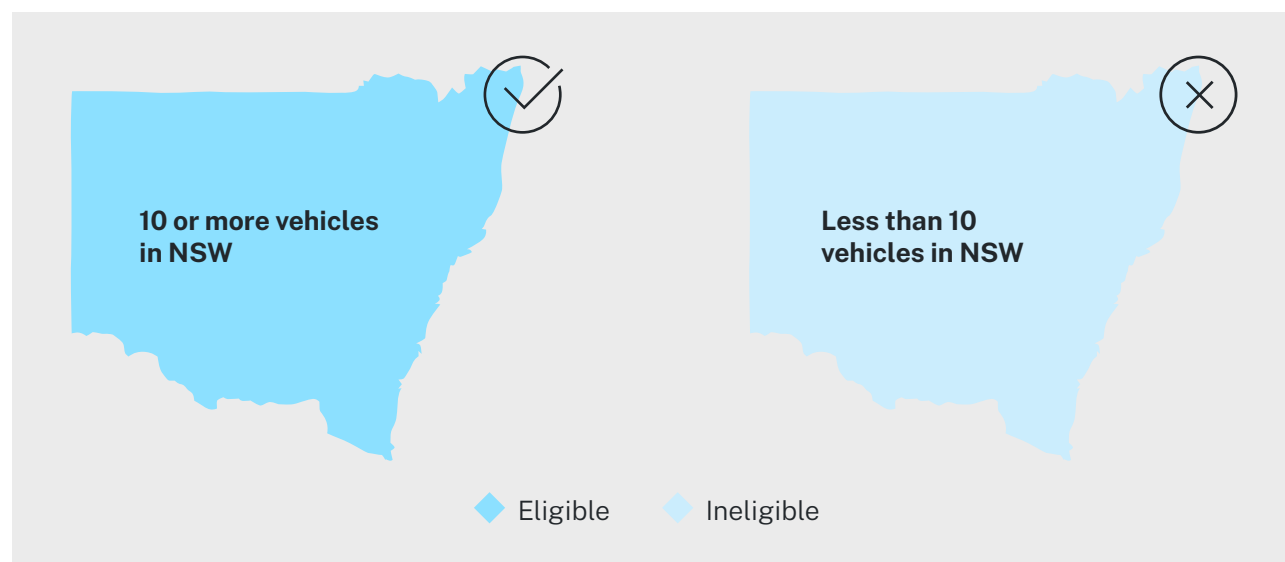 10 or more vehicles
in NSW
Less than 10
vehicles in NSW
Eligible
Ineligible